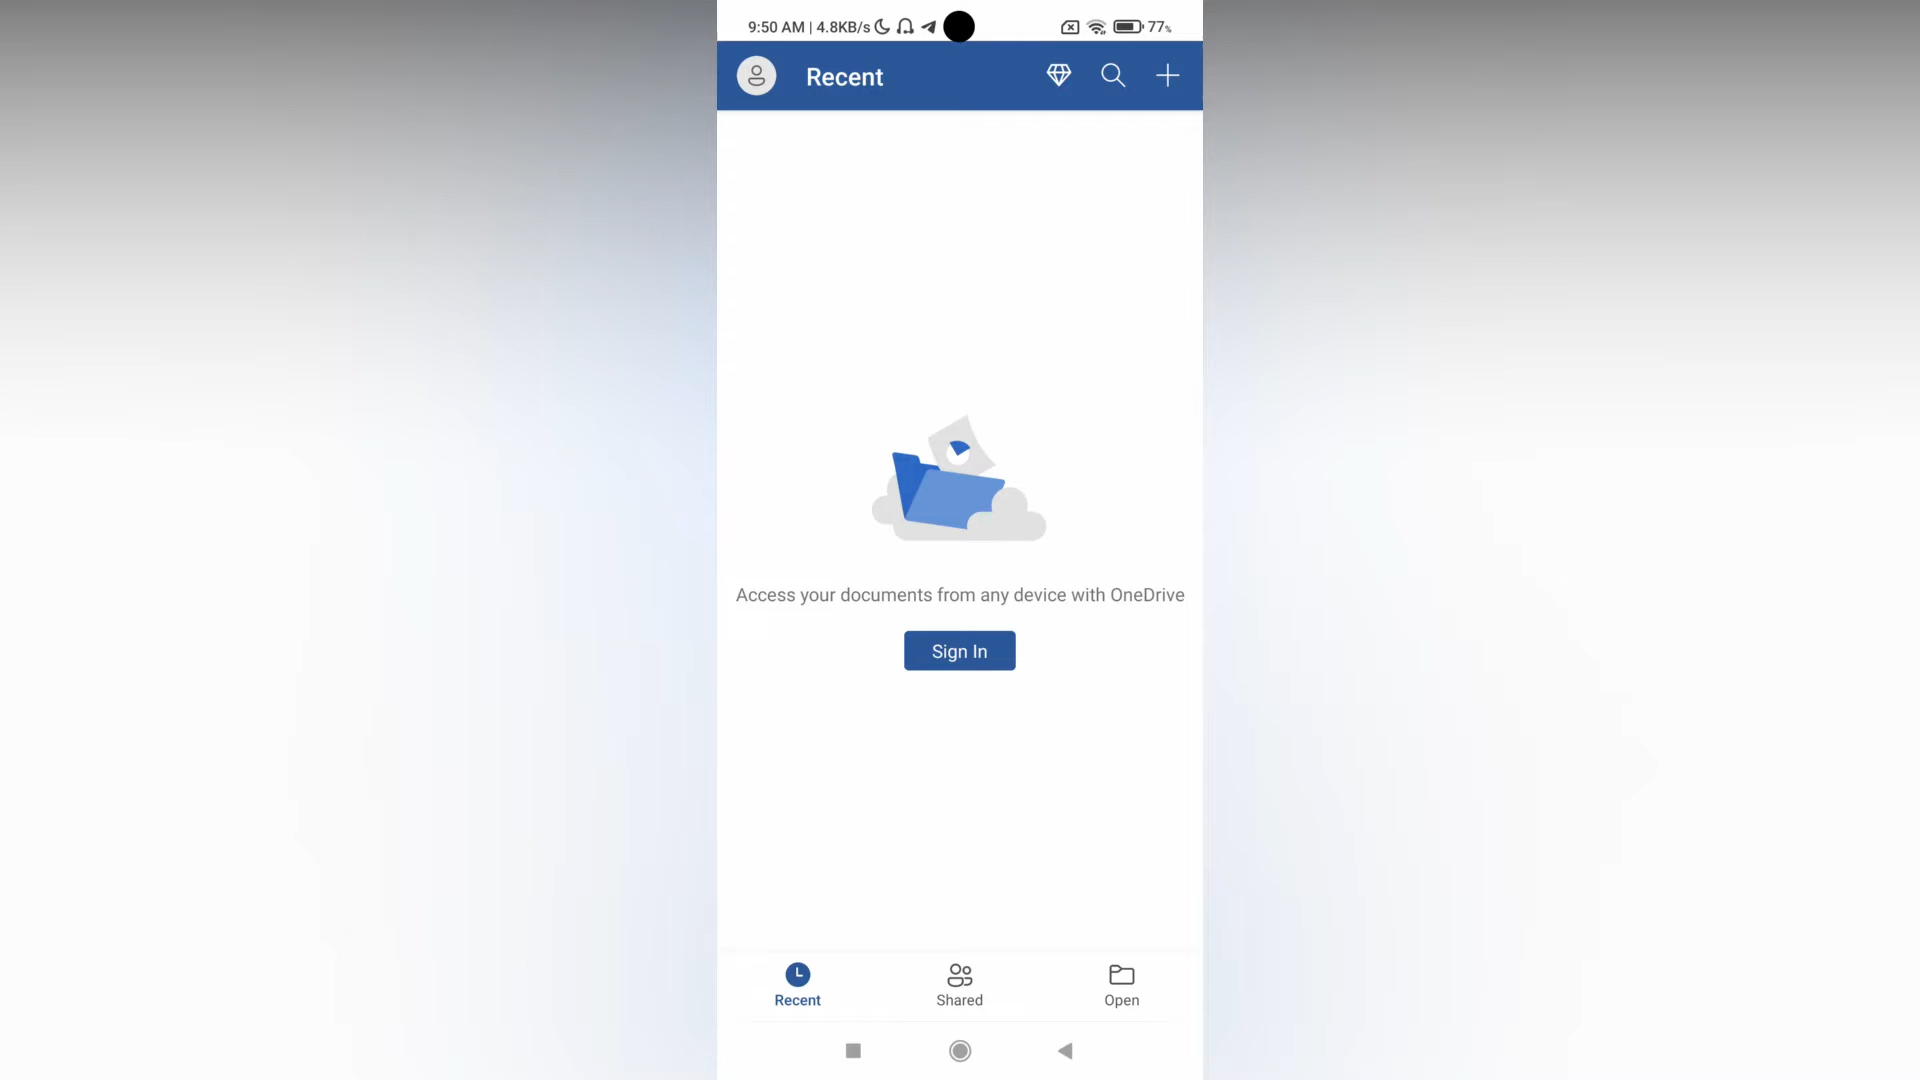 9:50 AM | 4.8KB/s 77%
Recent
Access your documents from any device with OneDrive
Sign In
Recent Shared Open